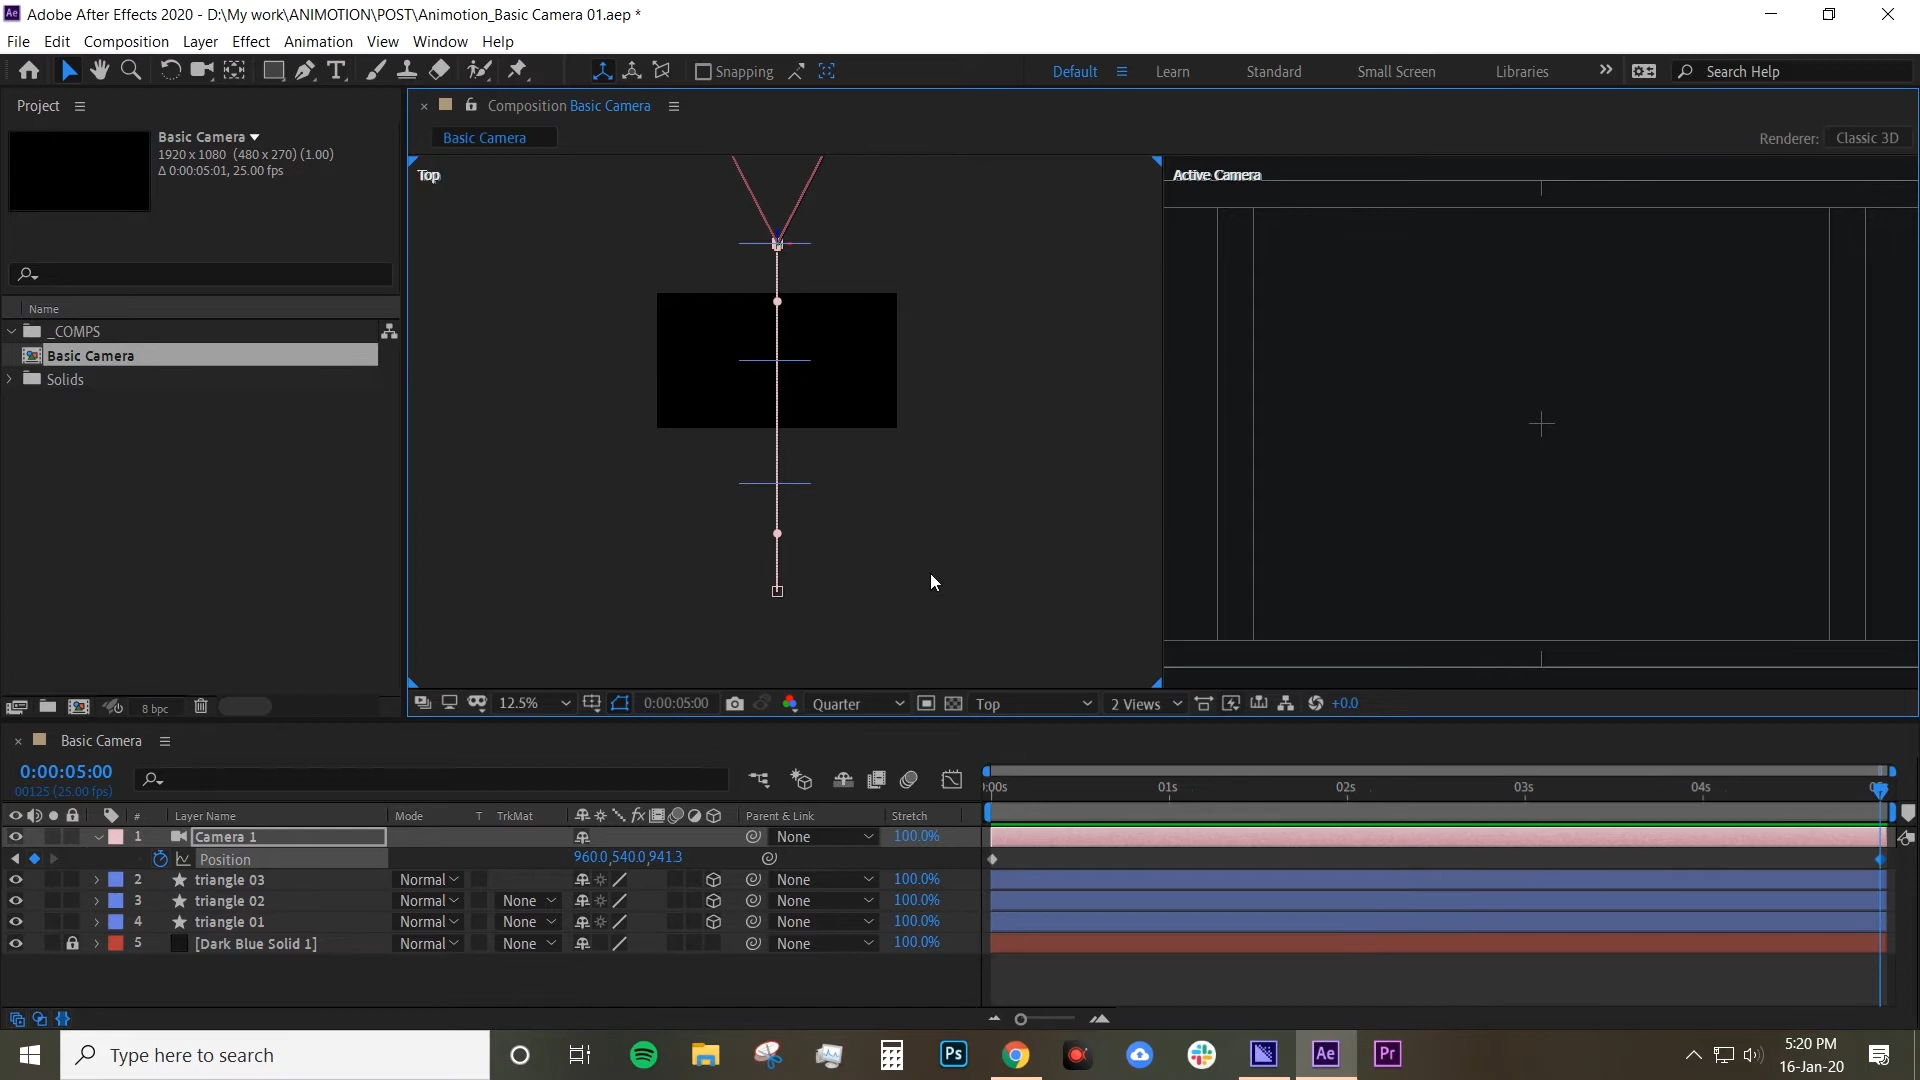 Adobe After Effects 2020 - D:\My work\ANIMOTION\POST\Animotion_Basic Camera 01.aep *
File Edit Composition Layer Effect Animation View Window Help
Snapping Default Learn Standard Small Screen Libraries Search Help
Project
Composition Basic Camera
Basic Camera
1920 x 1080 (480 x 270) (1.00)
Δ 0:00:05:01, 25.00 fps
Basic Camera
Renderer: Classic 3D
Top
Active Camera
Name
_COMPS
Basic Camera
Solids
8 bpc
12.5% 0:00:05:00 Quarter Top 2 Views +0.0
Basic Camera
0:00:05:00
00125 (25.00 fps)
:00s 01s 02s 03s 04s
# Layer Name Mode T TrkMat fx Parent & Link Stretch
1 Camera 1 None 100.0%
Position 960.0,540.0,941.3
2 triangle 03 Normal None 100.0%
3 triangle 02 Normal None None 100.0%
4 triangle 01 Normal None None 100.0%
5 [Dark Blue Solid 1] Normal None None 100.0%
Type here to search
Ps
Ae
Pr
5:20 PM
16-Jan-20